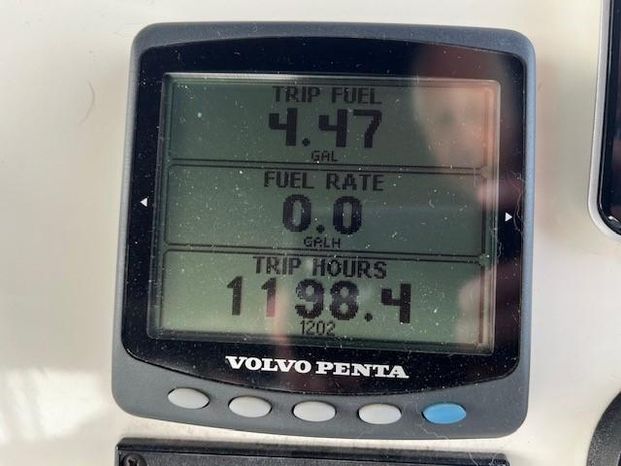 TRIP FUEL
4.47
GAL
FUEL RATE
0.0
GALH
TRIP HOURS
1198.4
1202
VOLVO PENTA